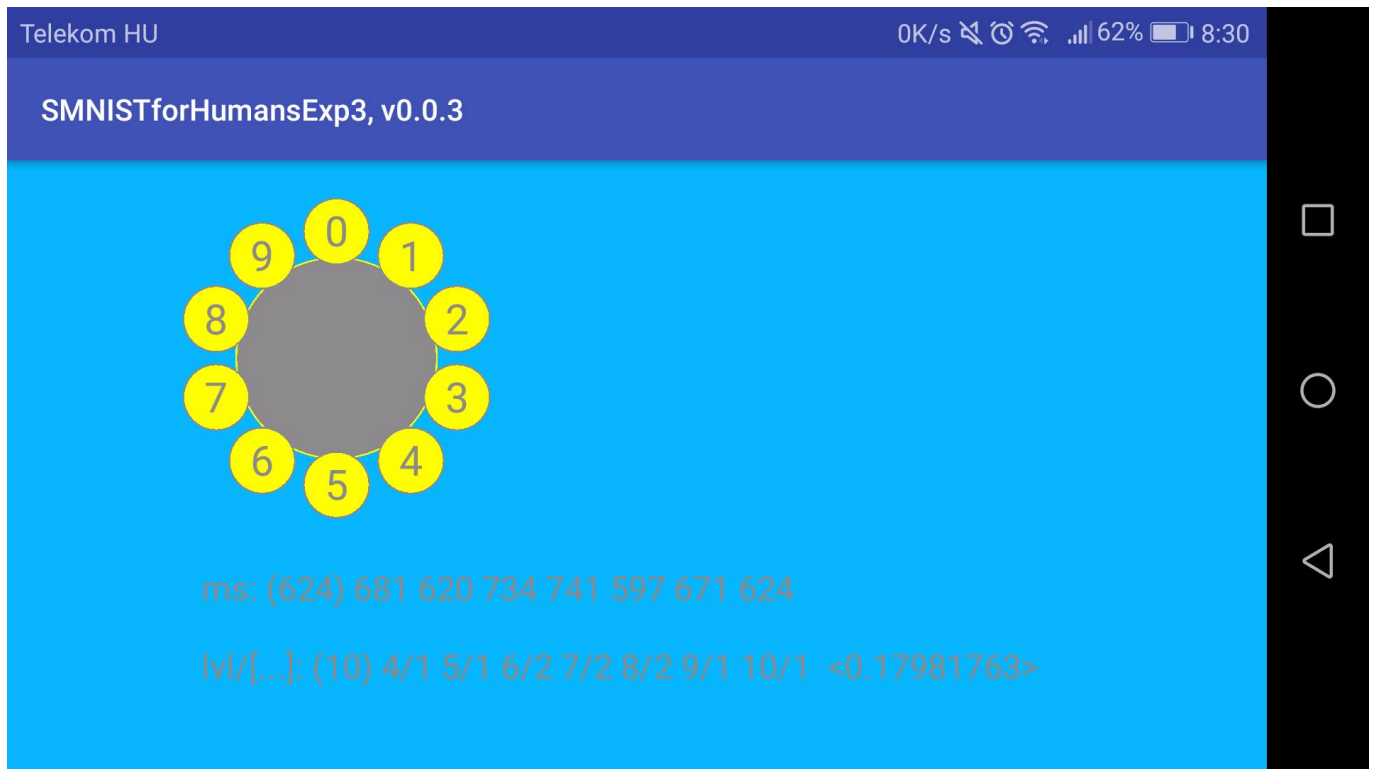 Telekom HU 0K/s 62% 8:30
SMNISTforHumansExp3, v0.0.3
0
1
2
3
4
5
6
7
8
9
ms: (624) 681 620 734 741 597 671 624
lvl/[...]: (10) 4/1 5/1 6/2 7/2 8/2 9/1 10/1 <0.17981763>